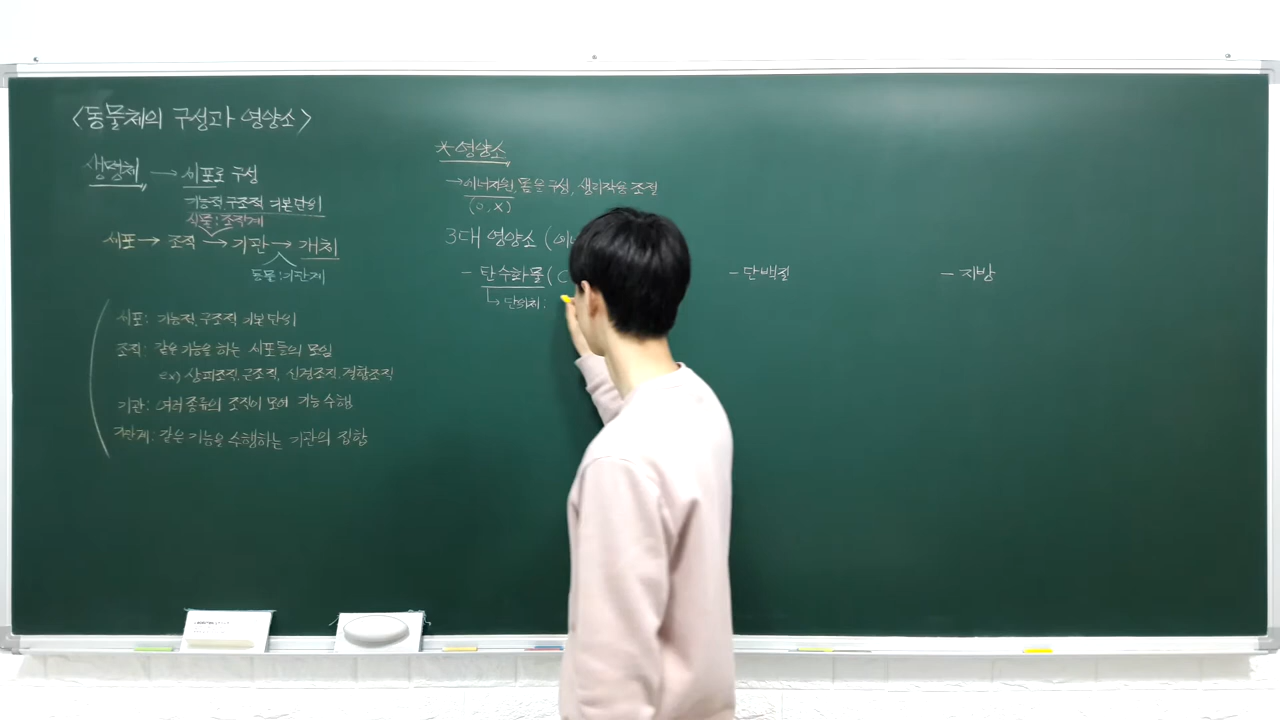 <동물체의 구성과 영양소>
생명체 → 세포로 구성
기능적 구조적 기본단위
식물: 조직계
세포 → 조직 → 기관 → 개체
동물: 기관계
세포: 기능적, 구조적 기본단위
조직: 같은 기능을 하는 세포들의 모임
ex) 상피조직, 근조직, 신경조직, 결합조직
기관: 여러 종류의 조직이 모여 기능수행
기관계: 같은 기능을 수행하는 기관의 집합
*영양소
→ 에너지원, 몸을 구성, 생리작용 조절
(O, X)
3대 영양소 (에너
- 탄수화물 (C
↳ 단위체:
- 단백질
- 지방